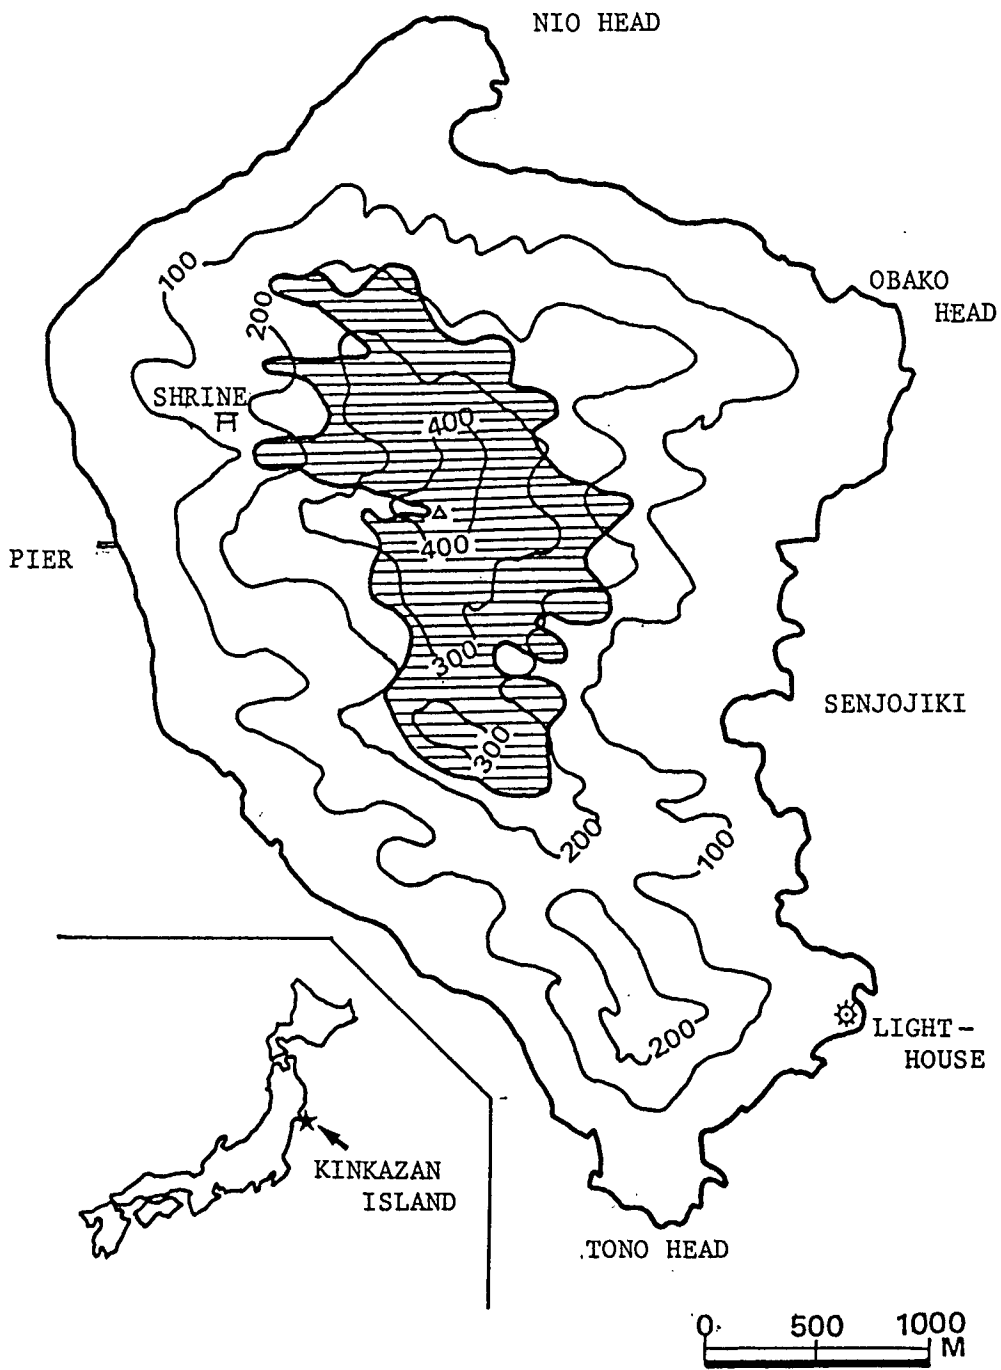 NIO HEAD
OBAKO
HEAD
100
200
SHRINE
400
400
PIER
300
SENJOJIKI
300
200
100
200
LIGHT-
HOUSE
KINKAZAN
ISLAND
TONO HEAD
0 500 1000
M